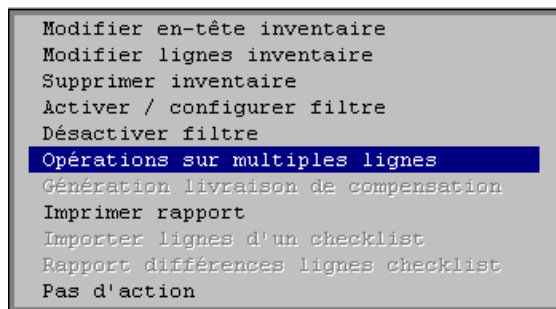 Modifier en-tête inventaire
Modifier lignes inventaire
Supprimer inventaire
Activer / configurer filtre
Désactiver filtre
Opérations sur multiples lignes
Génération livraison de compensation
Imprimer rapport
Importer lignes d'un checklist
Rapport différences lignes checklist
Pas d'action